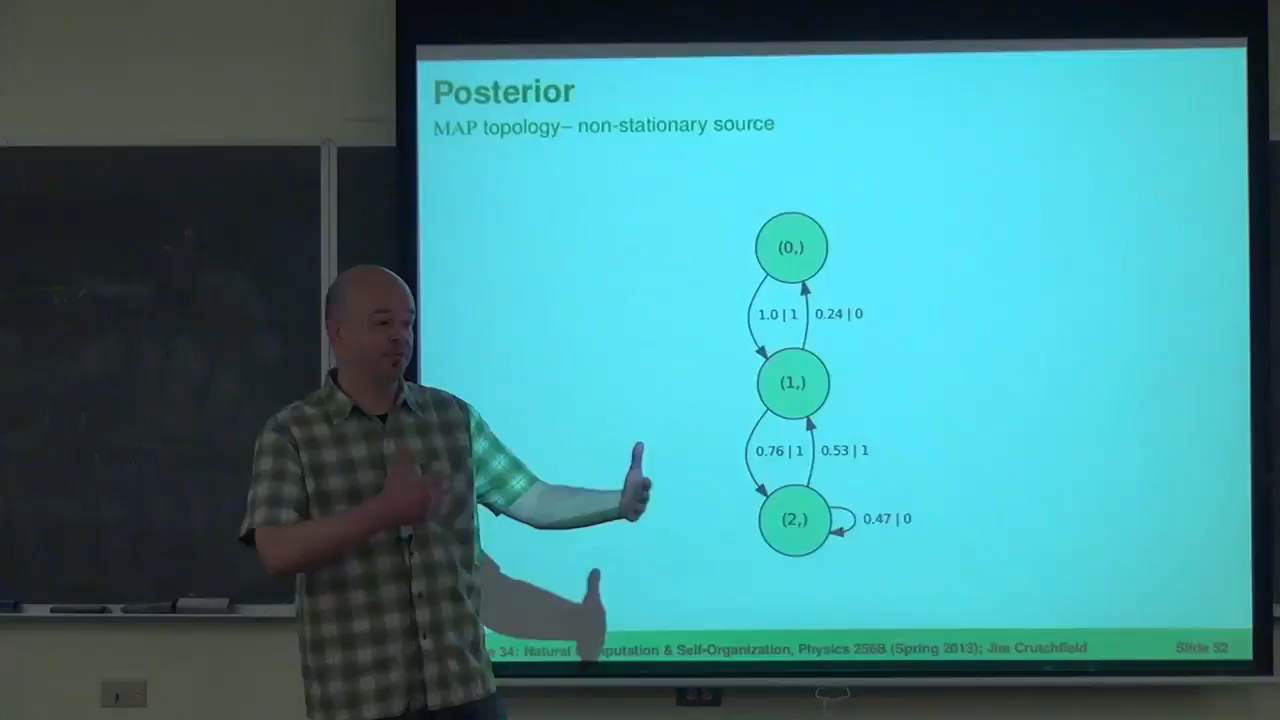 Posterior
MAP topology– non-stationary source
(0,)
1.0 | 1
0.24 | 0
(1,)
0.76 | 1
0.53 | 1
(2,)
0.47 | 0
34: Natural & Self-Organization, Physics 256B (Spring 2013); Jim Crutchfield
Slide 52